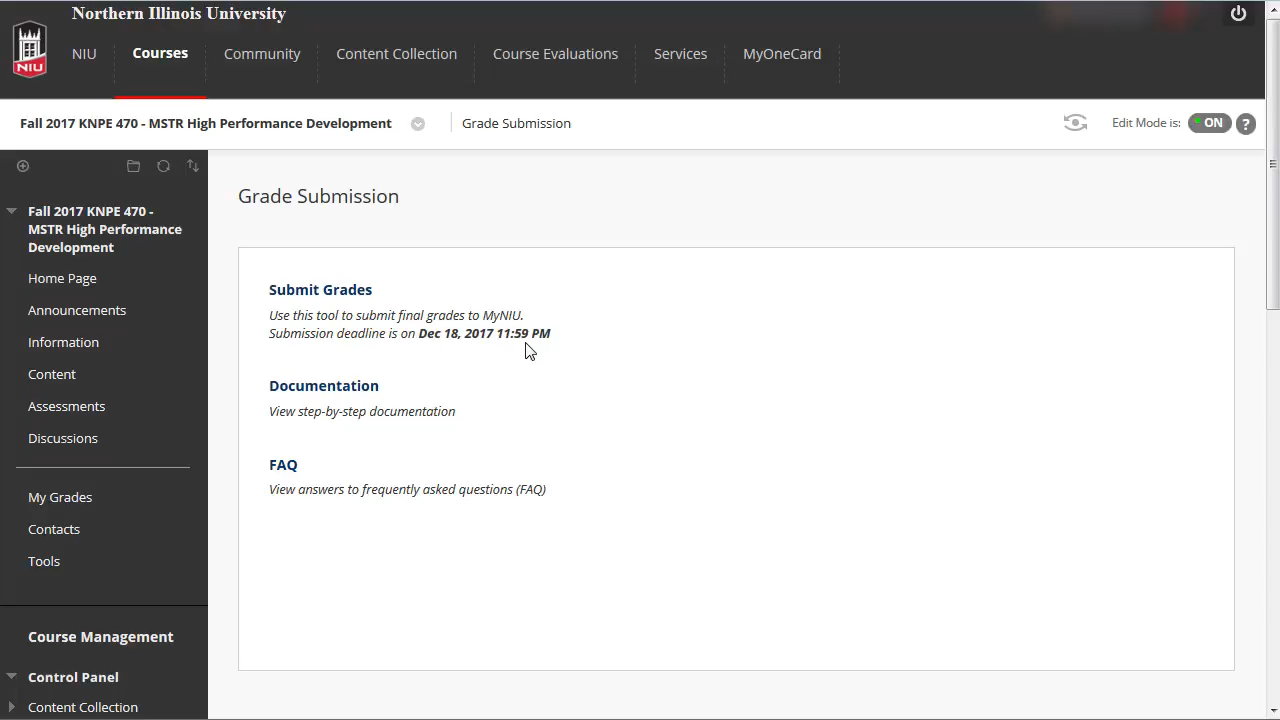 Northern Illinois University
NIU
NIU
Courses
Community
Content Collection
Course Evaluations
Services
MyOneCard
Fall 2017 KNPE 470 - MSTR High Performance Development
Grade Submission
Edit Mode is:
ON
?
Fall 2017 KNPE 470 -
MSTR High Performance
Development
Home Page
Announcements
Information
Content
Assessments
Discussions
My Grades
Contacts
Tools
Course Management
Control Panel
Content Collection
Grade Submission
Submit Grades
Use this tool to submit final grades to MyNIU.
Submission deadline is on Dec 18, 2017 11:59 PM
Documentation
View step-by-step documentation
FAQ
View answers to frequently asked questions (FAQ)